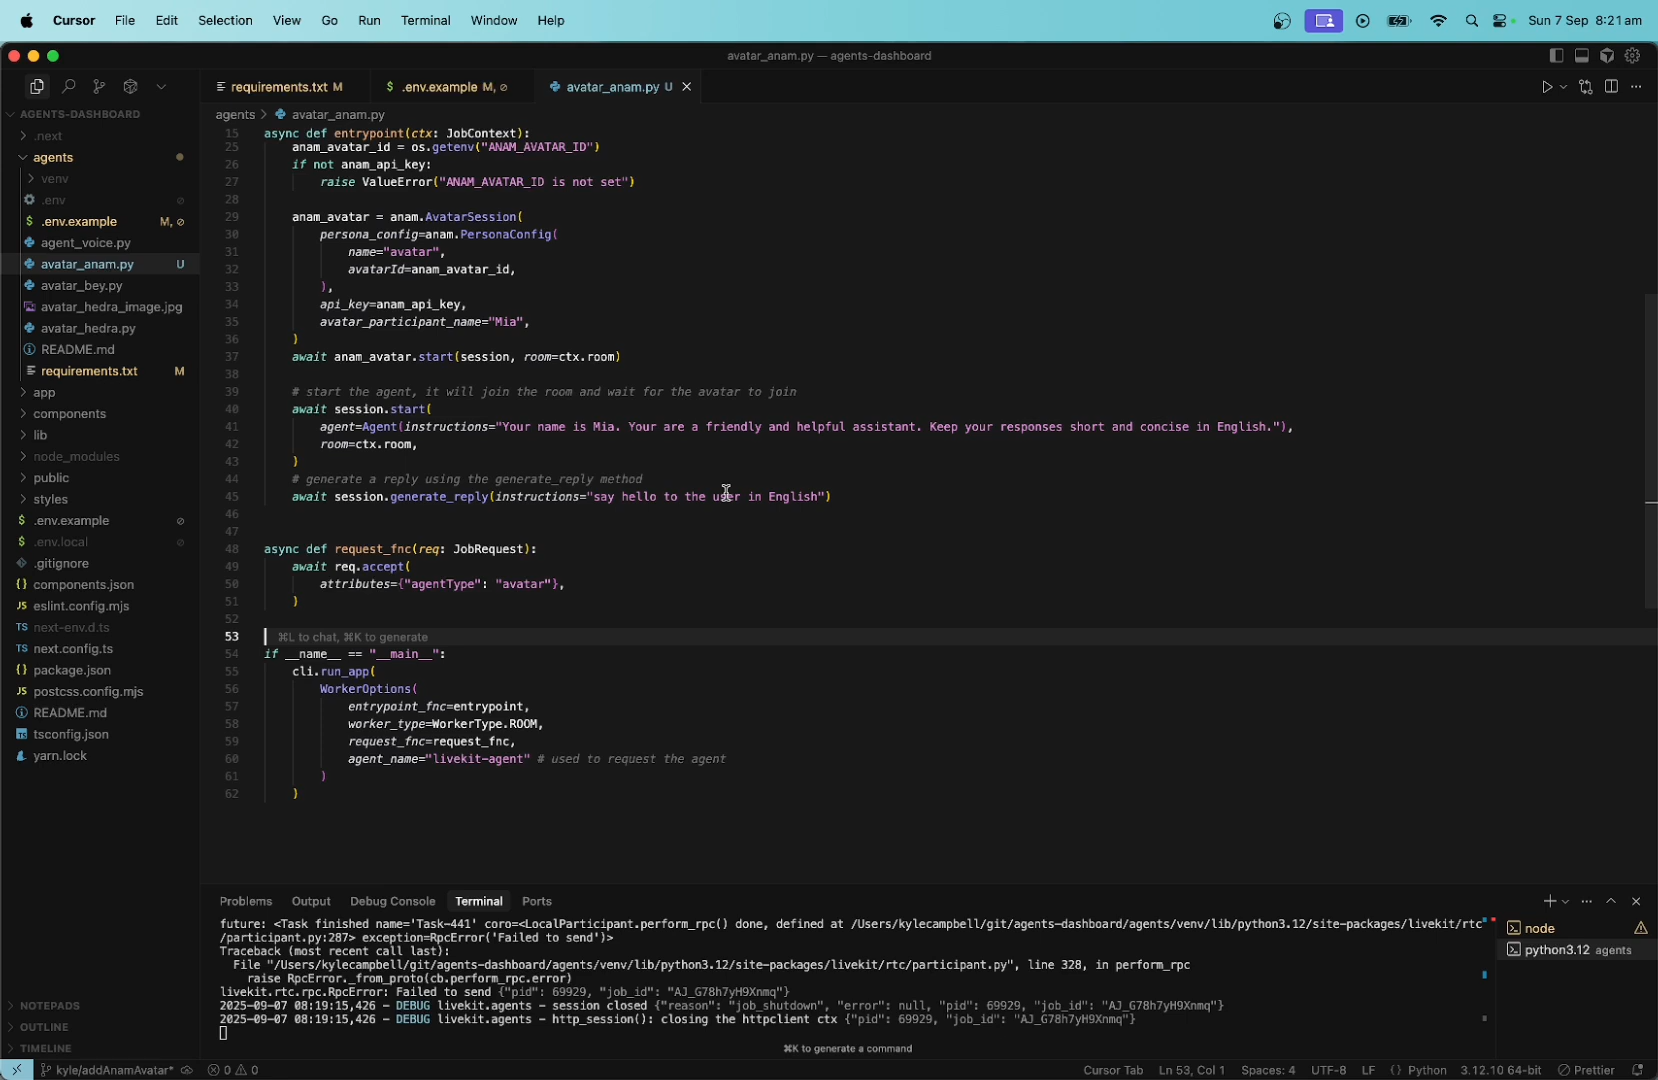 Cursor File Edit Selection View Go Run Terminal Window Help
Sun 7 Sep 8:21 am
avatar_anam.py — agents-dashboard
requirements.txt M
$ .env.example M,
avatar_anam.py U
AGENTS-DASHBOARD
.next
agents
venv
.env
$ .env.example M,
agent_voice.py
avatar_anam.py U
avatar_bey.py
avatar_hedra_image.jpg
avatar_hedra.py
README.md
requirements.txt M
app
components
lib
node_modules
public
styles
$ .env.example
$ .env.local
.gitignore
{} components.json
JS eslint.config.mjs
TS next-env.d.ts
TS next.config.ts
{} package.json
JS postcss.config.mjs
README.md
tsconfig.json
yarn.lock
NOTEPADS
OUTLINE
TIMELINE
agents > avatar_anam.py
15 async def entrypoint(ctx: JobContext):
25 anam_avatar_id = os.getenv("ANAM_AVATAR_ID")
26 if not anam_api_key:
27 raise ValueError("ANAM_AVATAR_ID is not set")
28
29 anam_avatar = anam.AvatarSession(
30 persona_config=anam.PersonaConfig(
31 name="avatar",
32 avatarId=anam_avatar_id,
33 ),
34 api_key=anam_api_key,
35 avatar_participant_name="Mia",
36 )
37 await anam_avatar.start(session, room=ctx.room)
38
39 # start the agent, it will join the room and wait for the avatar to join
40 await session.start(
41 agent=Agent(instructions="Your name is Mia. Your are a friendly and helpful assistant. Keep your responses short and concise in English."),
42 room=ctx.room,
43 )
44 # generate a reply using the generate_reply method
45 await session.generate_reply(instructions="say hello to the user in English")
46
47
48 async def request_fnc(req: JobRequest):
49 await req.accept(
50 attributes={"agentType": "avatar"},
51 )
52
53 ⌘L to chat, ⌘K to generate
54 if __name__ == "__main__":
55 cli.run_app(
56 WorkerOptions(
57 entrypoint_fnc=entrypoint,
58 worker_type=WorkerType.ROOM,
59 request_fnc=request_fnc,
60 agent_name="livekit-agent" # used to request the agent
61 )
62 )
Problems Output Debug Console Terminal Ports
future: <Task finished name='Task-441' coro=<LocalParticipant.perform_rpc() done, defined at /Users/kylecampbell/git/agents-dashboard/agents/venv/lib/python3.12/site-packages/livekit/rtc
/participant.py:287> exception=RpcError('Failed to send')>
Traceback (most recent call last):
File "/Users/kylecampbell/git/agents-dashboard/agents/venv/lib/python3.12/site-packages/livekit/rtc/participant.py", line 328, in perform_rpc
raise RpcError._from_proto(cb.perform_rpc.error)
livekit.rtc.rpc.RpcError: Failed to send {"pid": 69929, "job_id": "AJ_G78h7yH9Xnmq"}
2025-09-07 08:19:15,426 - DEBUG livekit.agents - session closed {"reason": "job_shutdown", "error": null, "pid": 69929, "job_id": "AJ_G78h7yH9Xnmq"}
2025-09-07 08:19:15,426 - DEBUG livekit.agents - http_session(): closing the httpclient ctx {"pid": 69929, "job_id": "AJ_G78h7yH9Xnmq"}
⌘K to generate a command
node
python3.12 agents
kyle/addAnamAvatar* 0 0
Cursor Tab Ln 53, Col 1 Spaces: 4 UTF-8 LF {} Python 3.12.10 64-bit Prettier